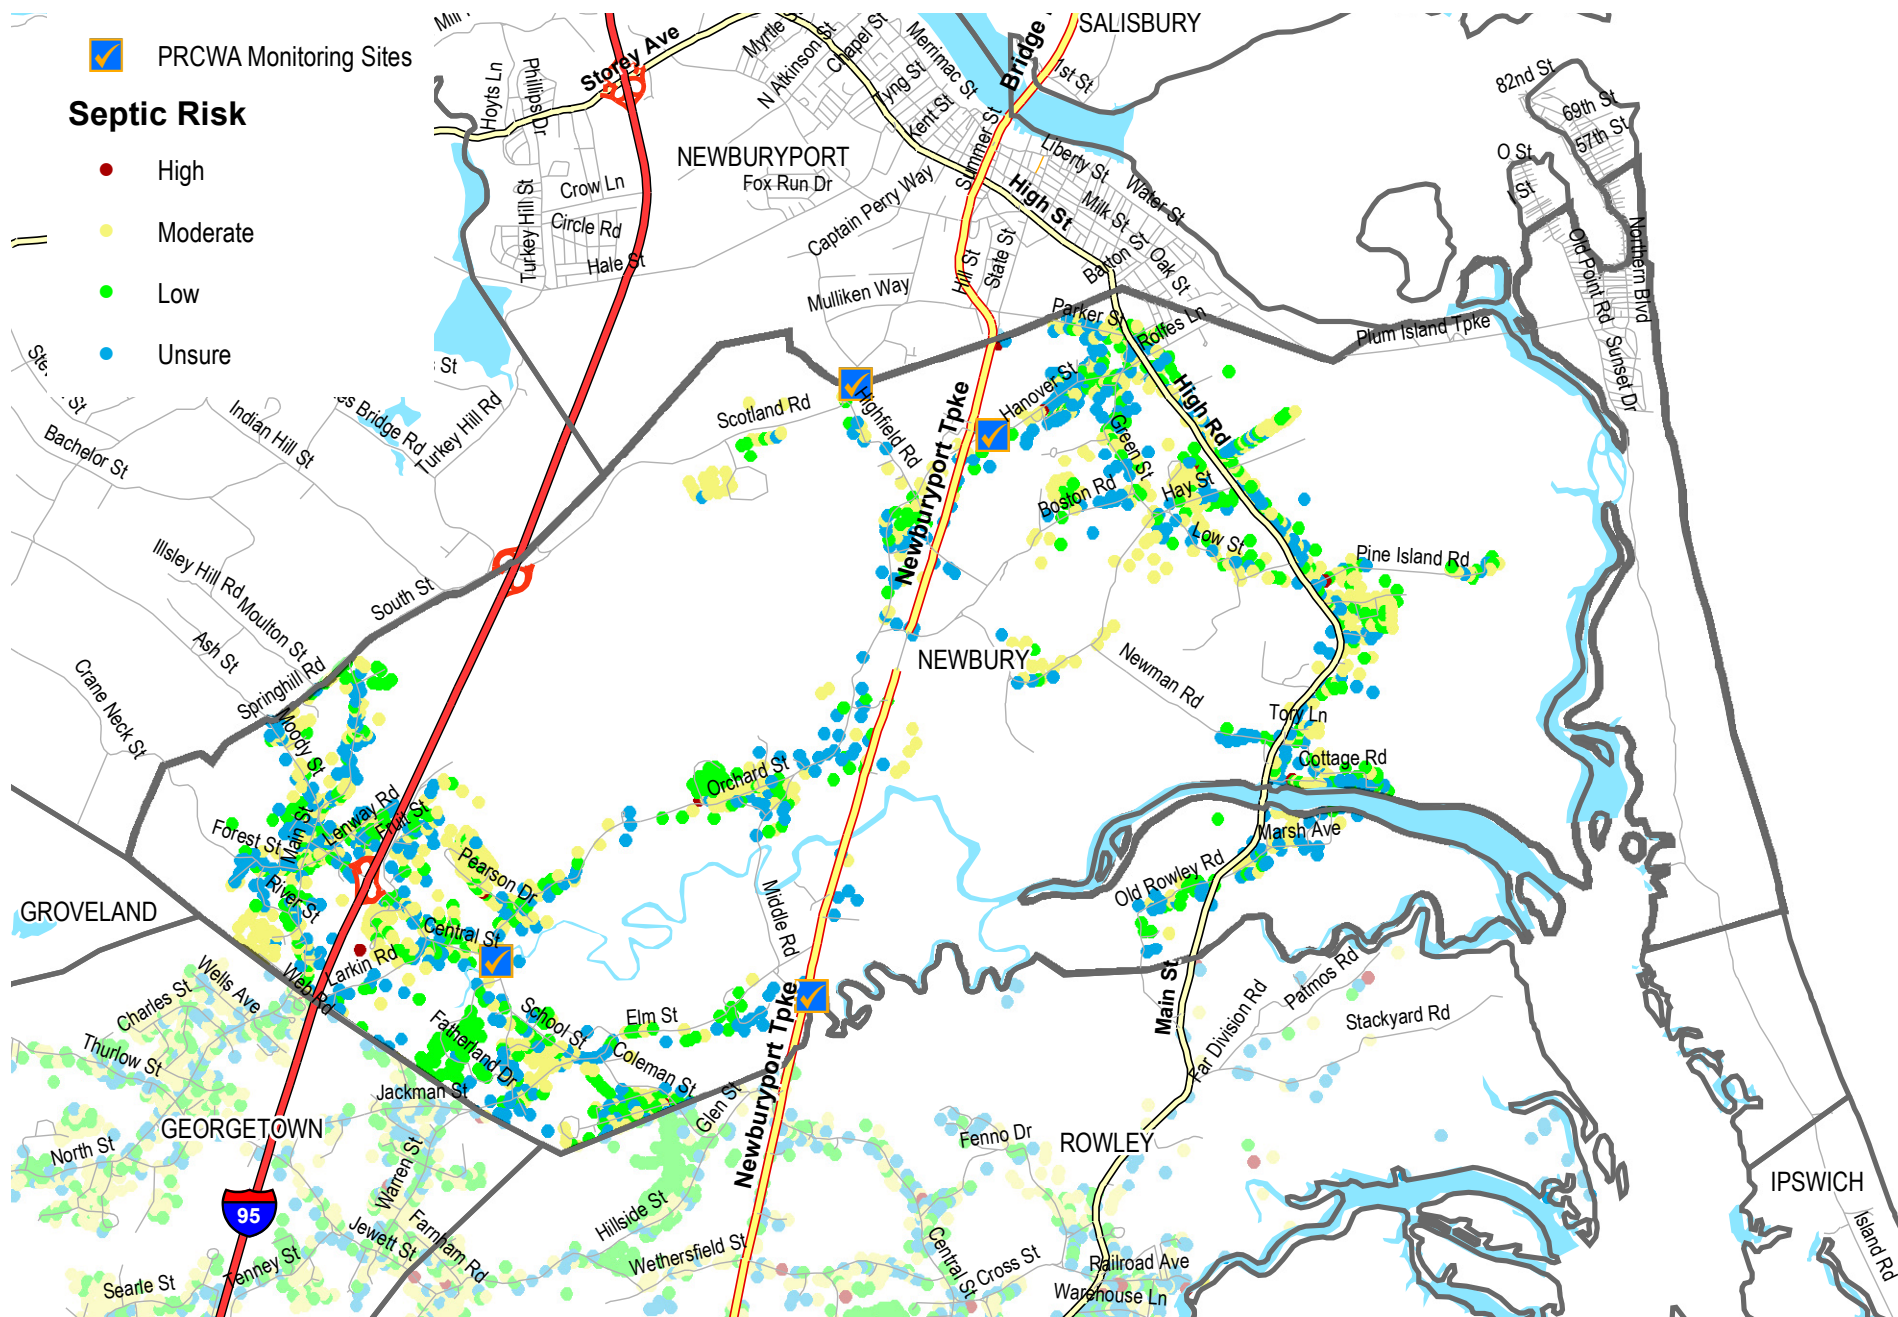 PRCWA Monitoring Sites
Septic Risk
High
Moderate
Low
Unsure
SALISBURY
Bridge
1st St
Storey Ave
Hoyts Ln
Phillips Dr
Myrtle
N Atkinson St
Chapel St
Merrimac St
Tyng St
Kent St
Summer St
Liberty St
Water St
High St
Milk St
Oak St
Barton
NEWBURYPORT
Fox Run Dr
Crow Ln
Circle Rd
Hale St
Turkey Hill St
Captain Perry Way
Mulliken Way
Hill St
State St
Parker St
Rolfes Ln
82nd St
69th St
57th St
O St
I St
Old Point Rd
Northern Blvd
Sunset Dr
Plum Island Tpke
St
Turkey Hill Rd
Indian Hill St
Bachelor St
Scotland Rd
Highfield Rd
Newburyport Tpke
Hanover St
High Rd
Green St
Boston Rd
Hay St
Low St
Pine Island Rd
Illsley Hill Rd
Moulton St
South St
Ash St
Crane Neck St
Springhill Rd
Moody St
NEWBURY
Newman Rd
Tory Ln
Cottage Rd
Orchard St
Lenway Rd
Fruit St
Main St
Forest St
River St
Pearson Dr
Marsh Ave
Old Rowley Rd
Middle Rd
GROVELAND
Central St
Larkin Rd
Web Rd
Wells Ave
Charles St
Thurlow St
Main St
Patmos Rd
Far Division Rd
Stackyard Rd
Elm St
School St
Coleman St
Fatherland Dr
Jackman St
Glen St
Newburyport Tpke
GEORGETOWN
North St
Warren St
Fenno Dr
ROWLEY
IPSWICH
Island Rd
95
Hillside St
Jewett St
Farnham Rd
Wethersfield St
Central St
Cross St
Railroad Ave
Warehouse Ln
Tenney St
Searle St